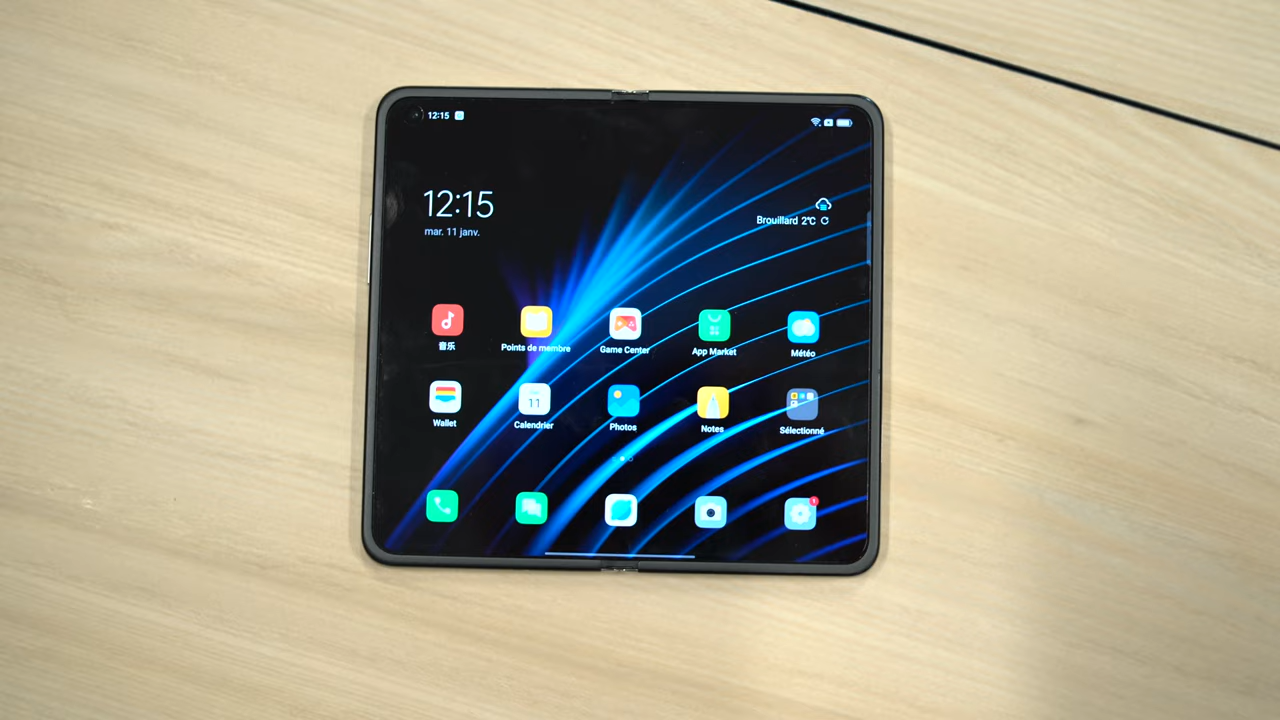 12:15
12:15
mar. 11 janv.
Brouillard 2°C
音乐
Points de membre
Game Center
App Market
Météo
Wallet
11
Calendrier
Photos
Notes
Sélectionné
1